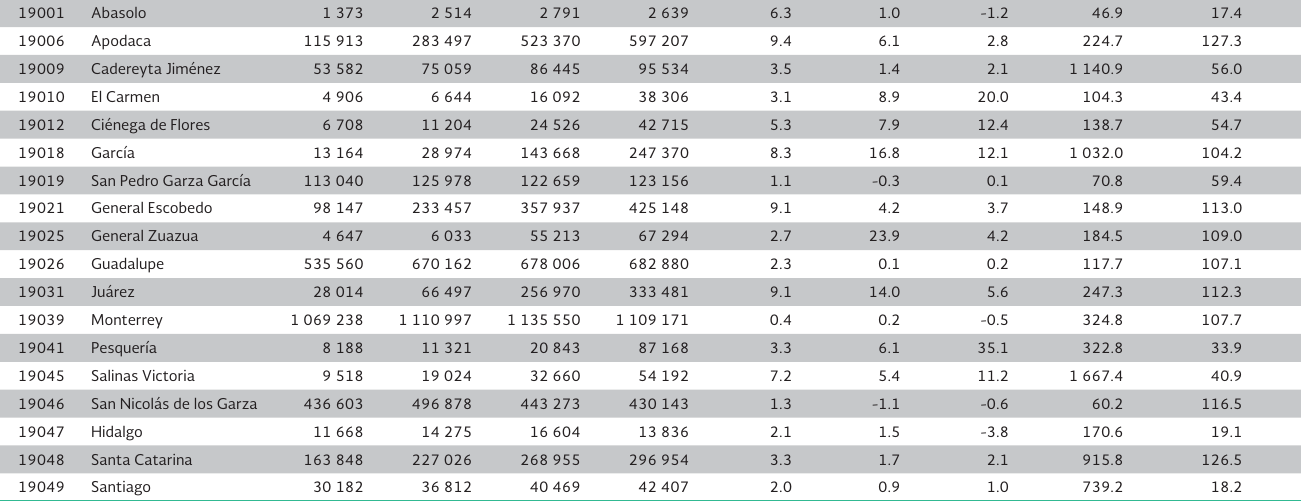 19001 Abasolo 1 373 2 514 2 791 2 639 6.3 1.0 -1.2 46.9 17.4
19006 Apodaca 115 913 283 497 523 370 597 207 9.4 6.1 2.8 224.7 127.3
19009 Cadereyta Jiménez 53 582 75 059 86 445 95 534 3.5 1.4 2.1 1 140.9 56.0
19010 El Carmen 4 906 6 644 16 092 38 306 3.1 8.9 20.0 104.3 43.4
19012 Ciénega de Flores 6 708 11 204 24 526 42 715 5.3 7.9 12.4 138.7 54.7
19018 García 13 164 28 974 143 668 247 370 8.3 16.8 12.1 1 032.0 104.2
19019 San Pedro Garza García 113 040 125 978 122 659 123 156 1.1 -0.3 0.1 70.8 59.4
19021 General Escobedo 98 147 233 457 357 937 425 148 9.1 4.2 3.7 148.9 113.0
19025 General Zuazua 4 647 6 033 55 213 67 294 2.7 23.9 4.2 184.5 109.0
19026 Guadalupe 535 560 670 162 678 006 682 880 2.3 0.1 0.2 117.7 107.1
19031 Juárez 28 014 66 497 256 970 333 481 9.1 14.0 5.6 247.3 112.3
19039 Monterrey 1 069 238 1 110 997 1 135 550 1 109 171 0.4 0.2 -0.5 324.8 107.7
19041 Pesquería 8 188 11 321 20 843 87 168 3.3 6.1 35.1 322.8 33.9
19045 Salinas Victoria 9 518 19 024 32 660 54 192 7.2 5.4 11.2 1 667.4 40.9
19046 San Nicolás de los Garza 436 603 496 878 443 273 430 143 1.3 -1.1 -0.6 60.2 116.5
19047 Hidalgo 11 668 14 275 16 604 13 836 2.1 1.5 -3.8 170.6 19.1
19048 Santa Catarina 163 848 227 026 268 955 296 954 3.3 1.7 2.1 915.8 126.5
19049 Santiago 30 182 36 812 40 469 42 407 2.0 0.9 1.0 739.2 18.2